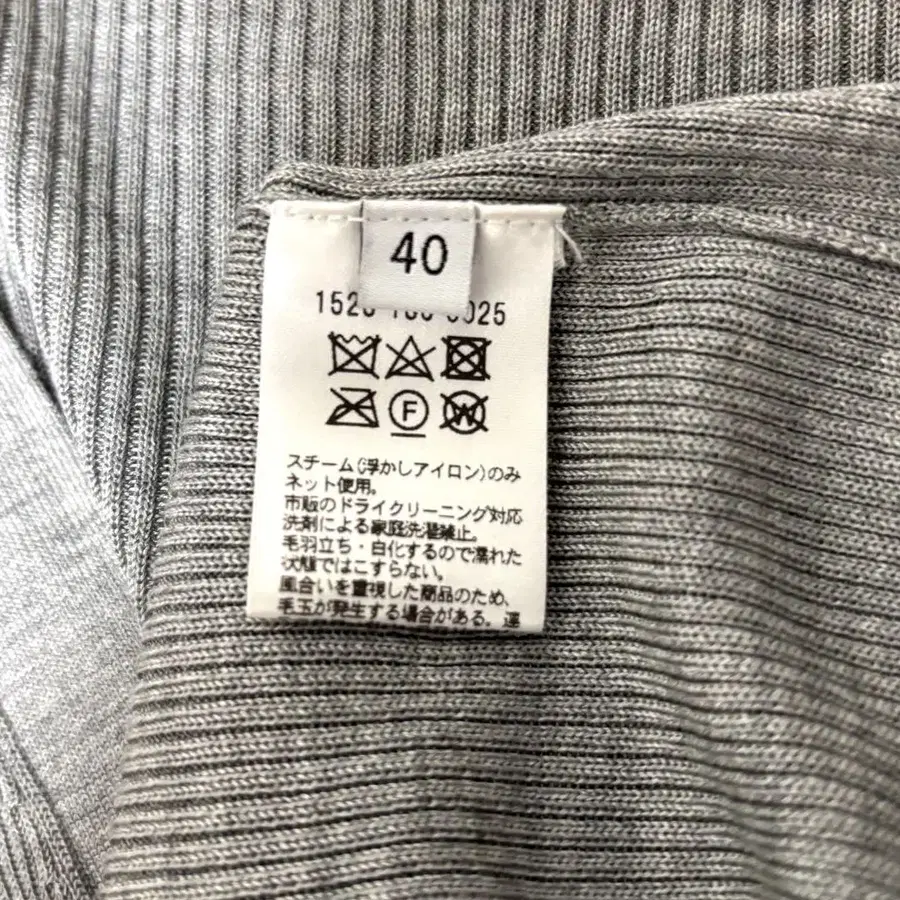 40
1525 025
F
W
スチーム(浮かしアイロン)のみ
ネット使用。
市販のドライクリーニング対応
洗剤による家庭洗濯禁止。
毛羽立ち・白化するので濡れた
状態ではこすらない。
風合いを重視した商品のため、
毛玉が発生する場合がある。運